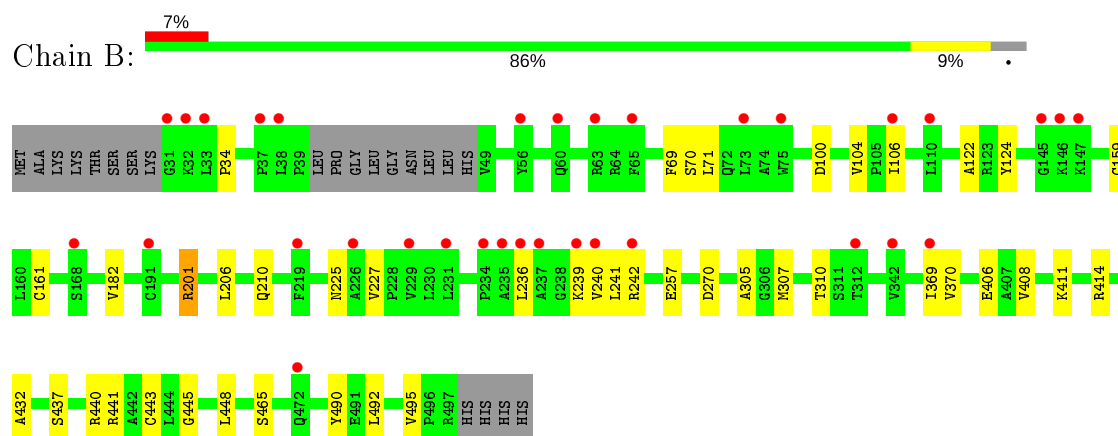 7%
Chain B:
86% 9% •
MET ALA LYS LYS THR SER SER LYS G31 K32 L33 P34 P37 L38 P39 LEU PRO GLY LEU GLY ASN LEU LEU HIS V49 Y56 Q60 R63 R64 F65 F69 S70 L71 Q72 L73 A74 W75 D100 V104 P105 I106 L110 A122 R123 Y124 G145 K146 K147 C159
L160 C161 S168 V182 C191 R201 L206 Q210 F219 N225 A226 V227 P228 V229 L230 L231 P234 A235 L236 A237 G238 K239 V240 L241 R242 E257 D270 A305 G306 M307 T310 S311 T312 V342 I369 V370 E406 A407 V408 K411 R414
A432 S437 R440 R441 A442 C443 L444 G445 L448 S465 Q472 Y490 E491 L492 V495 P496 R497 HIS HIS HIS HIS